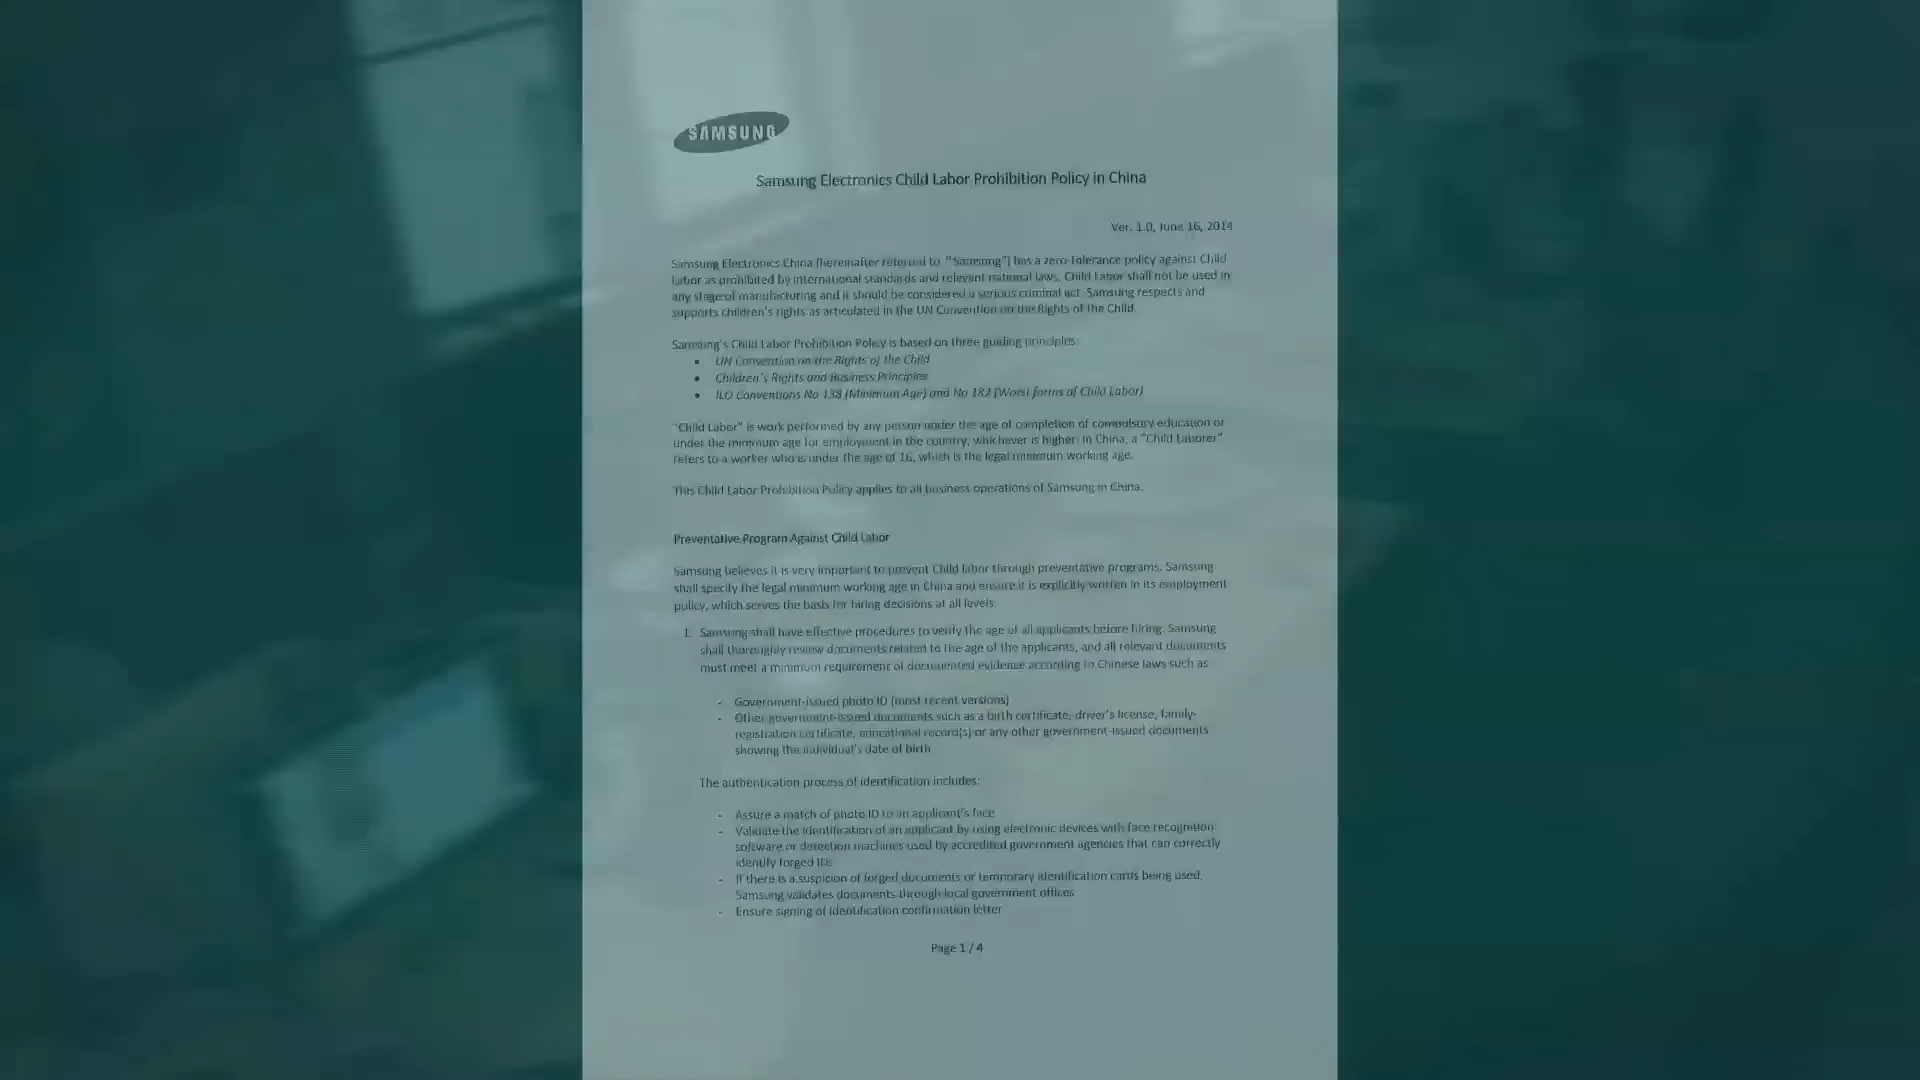 SAMSUNG
Samsung Electronics Child Labor Prohibition Policy in China
Ver. 1.0, June 16, 2014
Samsung Electronics China (hereinafter referred to "Samsung") has a zero-tolerance policy against Child
Labor as prohibited by international standards and relevant national laws. Child Labor shall not be used in
any stage of manufacturing and it should be considered a serious criminal act. Samsung respects and
supports children's rights as articulated in the UN Convention on the Rights of the Child.
Samsung's Child Labor Prohibition Policy is based on three guiding principles:
• UN Convention on the Rights of the Child
• Children's Rights and Business Principles
• ILO Conventions No 138 (Minimum Age) and No 182 (Worst forms of Child Labor)
"Child Labor" is work performed by any person under the age of completion of compulsory education or
under the minimum age for employment in the country, whichever is higher. In China, a "Child Laborer"
refers to a worker who is under the age of 16, which is the legal minimum working age.
This Child Labor Prohibition Policy applies to all business operations of Samsung in China.
Preventative Program Against Child Labor
Samsung believes it is very important to prevent Child labor through preventative programs. Samsung
shall specify the legal minimum working age in China and ensure it is explicitly written in its employment
policy, which serves the basis for hiring decisions at all levels.
1. Samsung shall have effective procedures to verify the age of all applicants before hiring. Samsung
shall thoroughly review documents related to the age of the applicants, and all relevant documents
must meet a minimum requirement of documented evidence according to Chinese laws such as
- Government-issued photo ID (most recent versions)
- Other government-issued documents such as a birth certificate, driver's license, family-
registration certificate, educational record(s) or any other government-issued documents
showing the individual's date of birth
The authentication process of identification includes:
- Assure a match of photo ID to an applicant's face
- Validate the identification of an applicant by using electronic devices with face recognition
software or detection machines used by accredited government agencies that can correctly
identify forged IDs
- If there is a suspicion of forged documents or temporary identification cards being used,
Samsung validates documents through local government offices
- Ensure signing of identification confirmation letter
Page 1 / 4